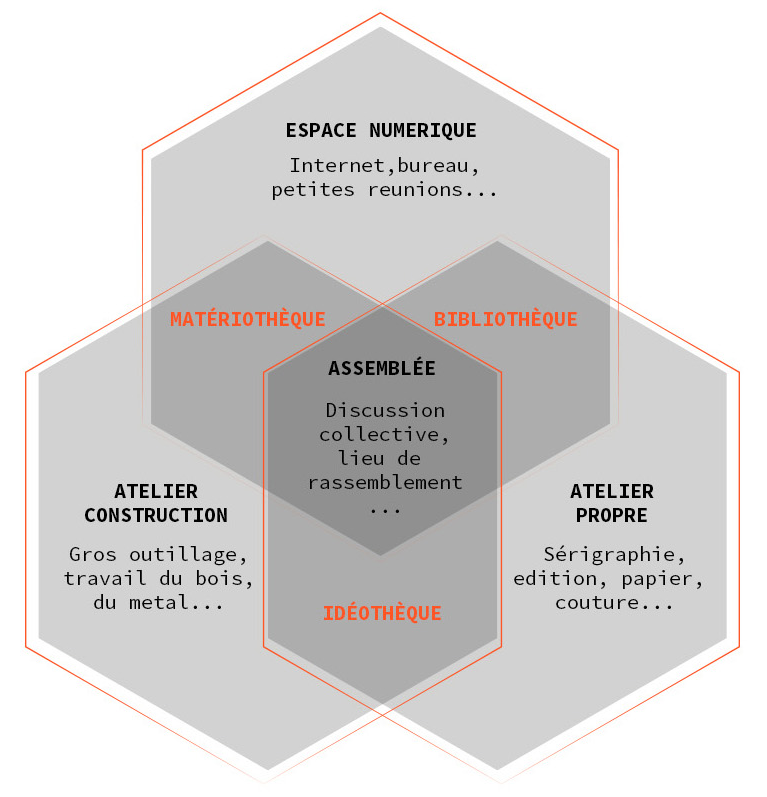 ESPACE NUMERIQUE
Internet,bureau,
petites reunions...
MATÉRIOTHÈQUE
BIBLIOTHÈQUE
ASSEMBLÉE
Discussion
collective,
lieu de
rassemblement
...
ATELIER
CONSTRUCTION
Gros outillage,
travail du bois,
du metal...
ATELIER
PROPRE
Sérigraphie,
edition, papier,
couture...
IDÉOTHÈQUE